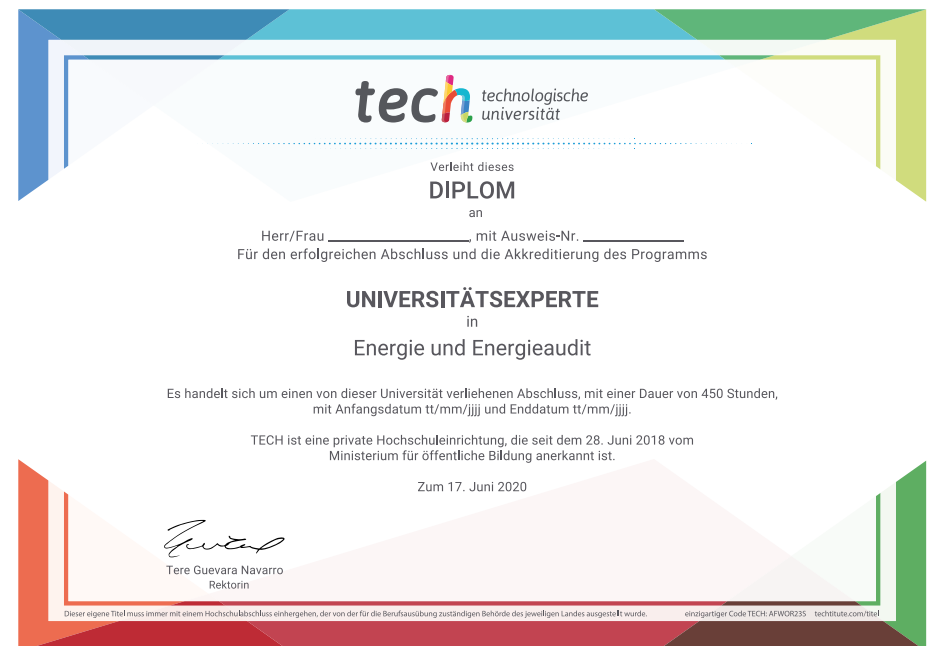 tech technologische
universität
Verleiht dieses
DIPLOM
an
Herr/Frau ____________, mit Ausweis-Nr. ____________
Für den erfolgreichen Abschluss und die Akkreditierung des Programms
UNIVERSITÄTSEXPERTE
in
Energie und Energieaudit
Es handelt sich um einen von dieser Universität verliehenen Abschluss, mit einer Dauer von 450 Stunden,
mit Anfangsdatum tt/mm/jjjj und Enddatum tt/mm/jjjj.
TECH ist eine private Hochschuleinrichtung, die seit dem 28. Juni 2018 vom
Ministerium für öffentliche Bildung anerkannt ist.
Zum 17. Juni 2020
Tere Guevara Navarro
Rektorin
Dieser eigene Titel muss immer mit einem Hochschulabschluss einhergehen, der von der für die Berufsausübung zuständigen Behörde des jeweiligen Landes ausgestellt wurde. einzigartiger Code TECH: AFWOR23S techtitute.com/titel